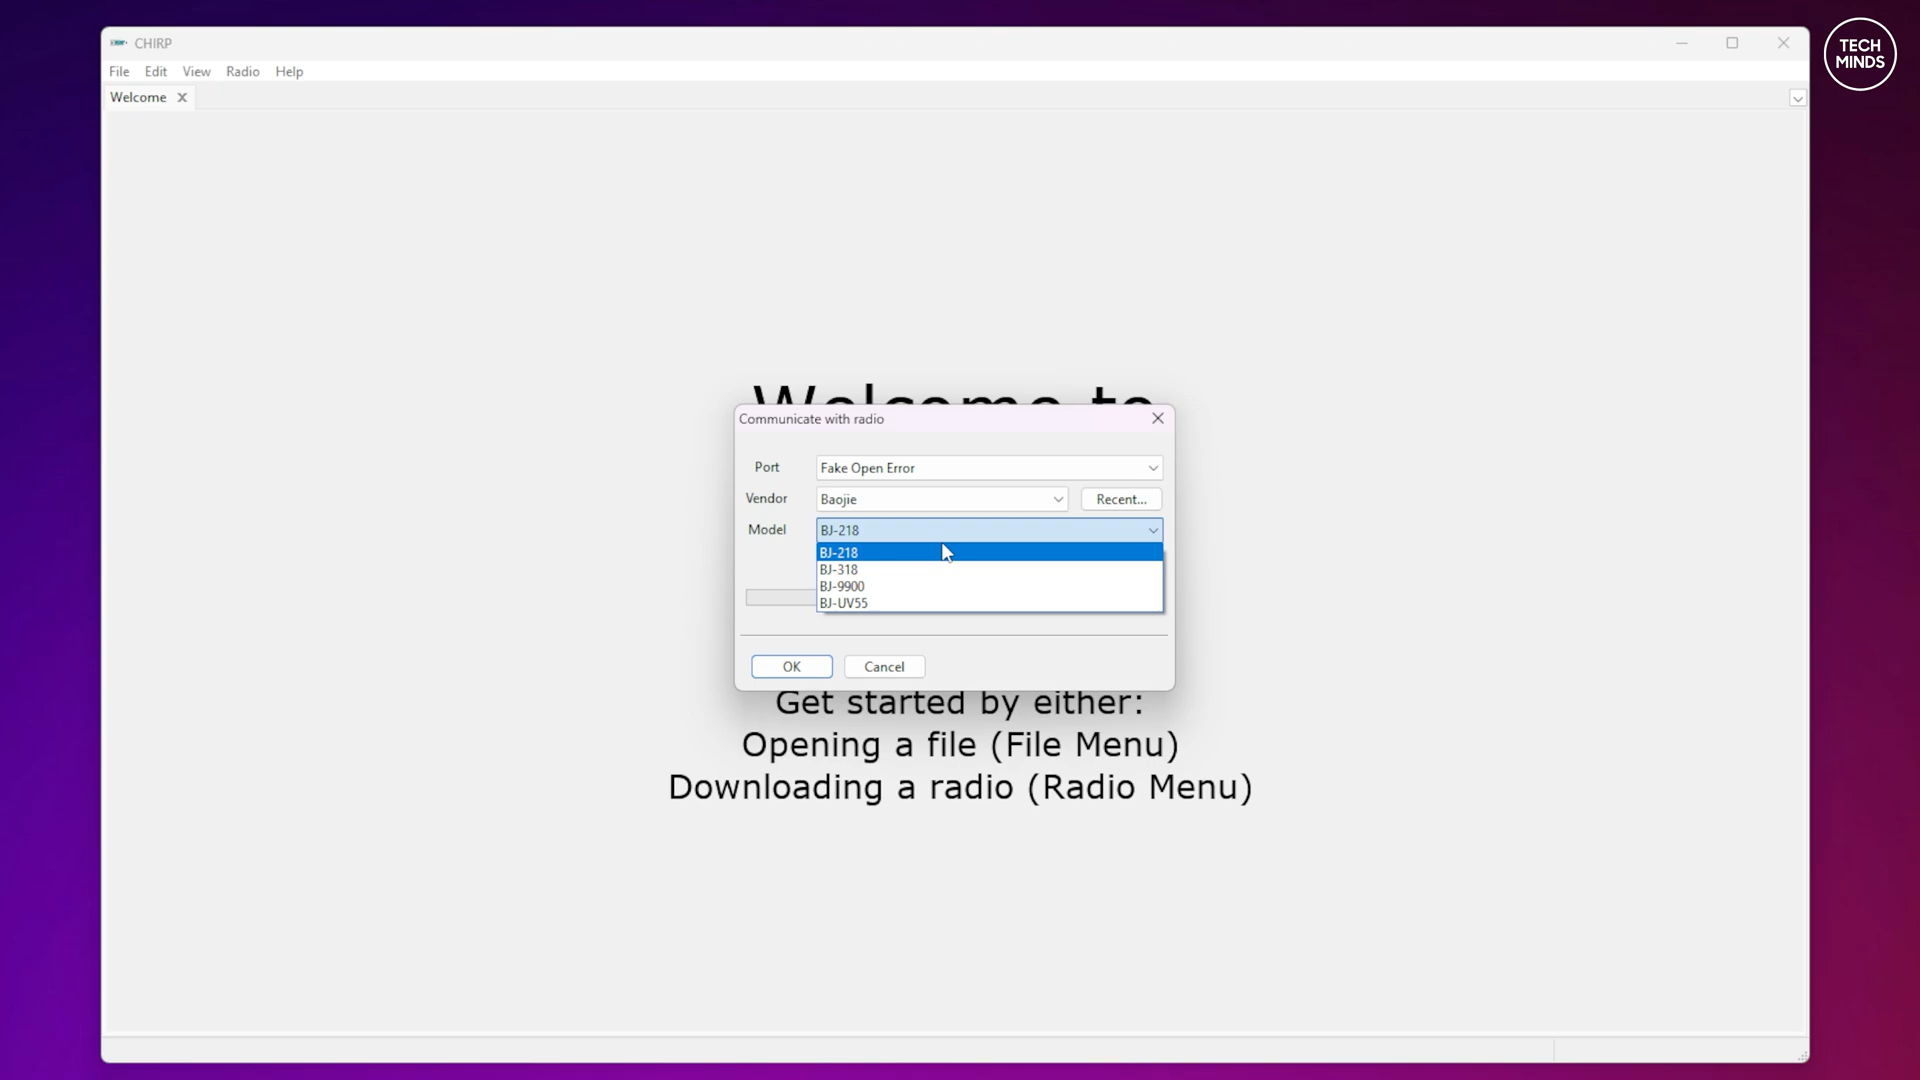 CHIRP
TECH
MINDS
File Edit View Radio Help
Welcome
Welcome to
Communicate with radio
Port Fake Open Error
Vendor Baojie Recent...
Model BJ-218
BJ-218
BJ-318
BJ-9900
BJ-UV55
OK Cancel
Get started by either:
Opening a file (File Menu)
Downloading a radio (Radio Menu)